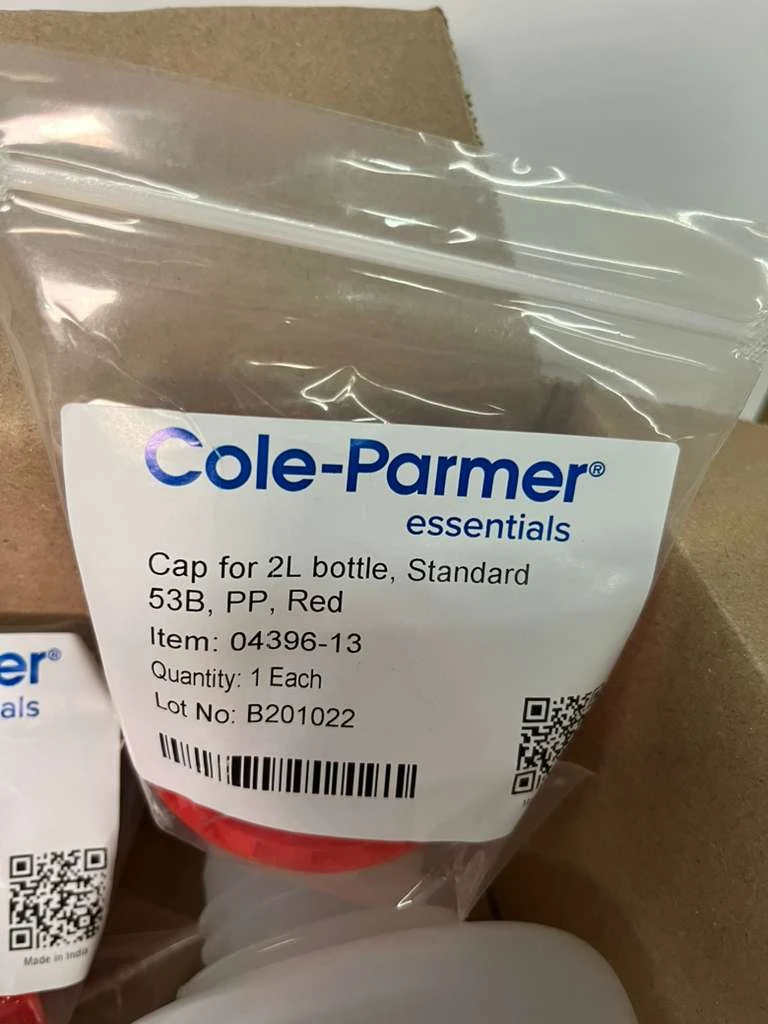 Cole-Parmer®
essentials
Cap for 2L bottle, Standard
53B, PP, Red
Item: 04396-13
Quantity: 1 Each
Lot No: B201022
er®
als
Made in India